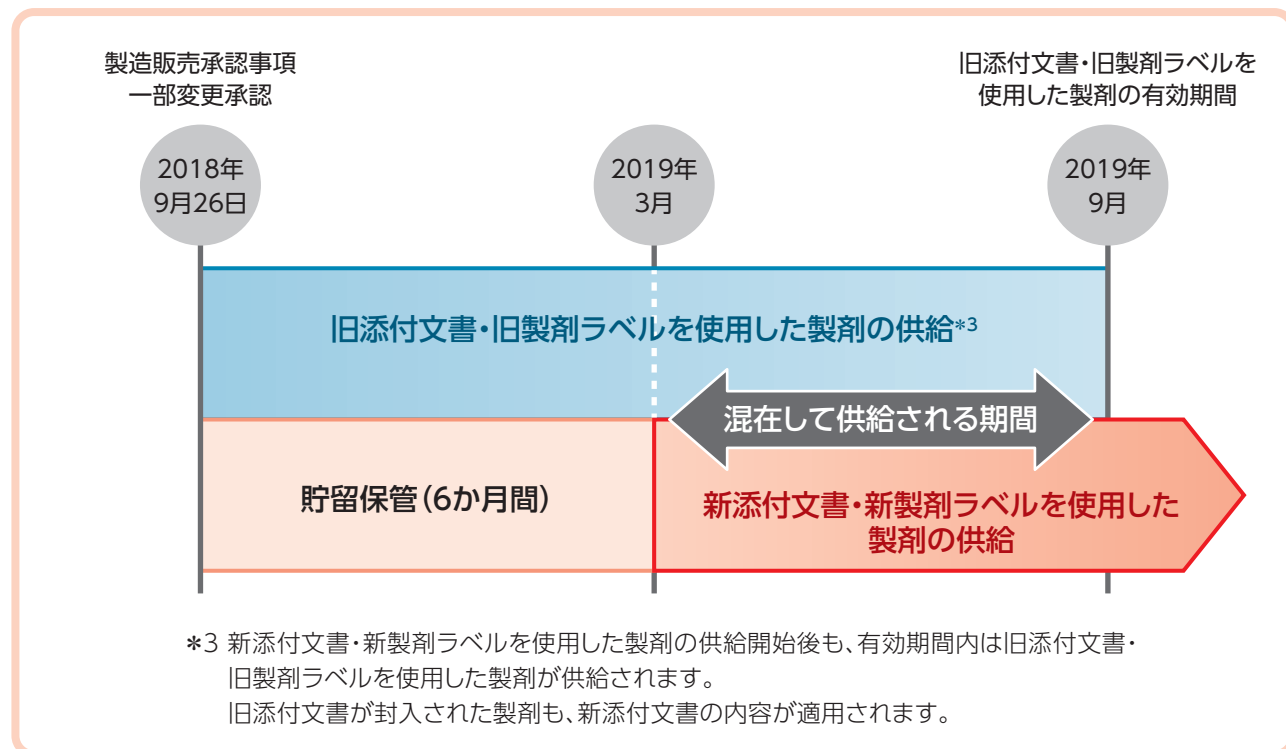 製造販売承認事項
一部変更承認
旧添付文書・旧製剤ラベルを
使用した製剤の有効期間
2018年
9月26日
2019年
3月
2019年
9月
旧添付文書・旧製剤ラベルを使用した製剤の供給*3
混在して供給される期間
貯留保管(6か月間)
新添付文書・新製剤ラベルを使用した
製剤の供給
*3 新添付文書・新製剤ラベルを使用した製剤の供給開始後も、有効期間内は旧添付文書・
旧製剤ラベルを使用した製剤が供給されます。
旧添付文書が封入された製剤も、新添付文書の内容が適用されます。